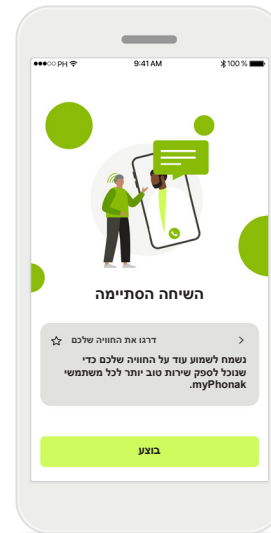 ●●●○○ PH 9:41 AM 100 %
השיחה הסתיימה
דרגו את החוויה שלכם
נשמח לשמוע עוד על החוויה שלכם כדי
שנוכל לספק שירות טוב יותר לכל משתמשי
myPhonak.
בוצע